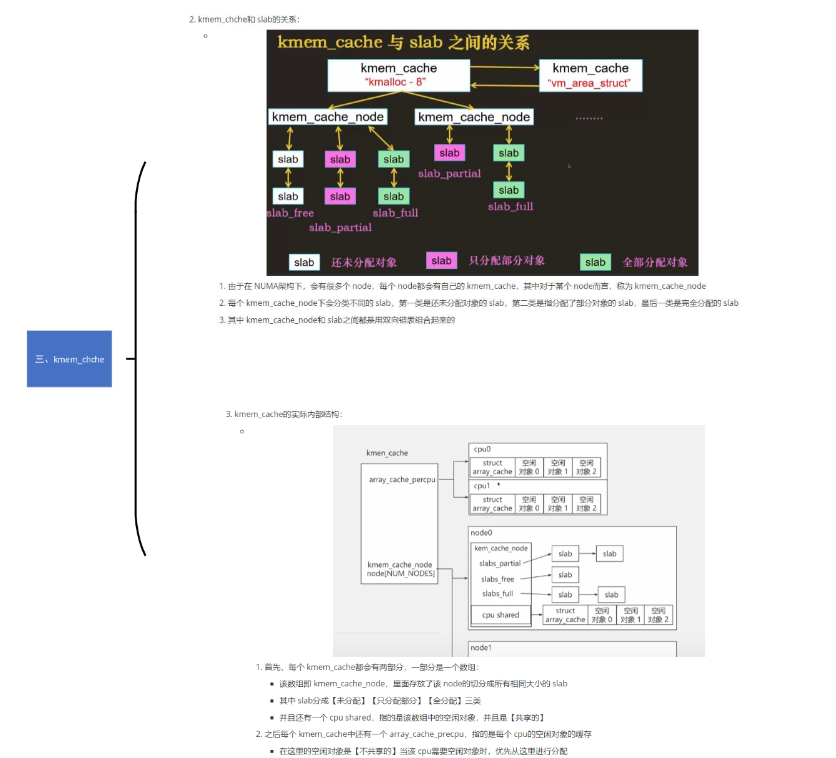 2. kmem_chche和 slab的关系：
kmem_cache 与 slab 之间的关系
kmem_cache
"kmalloc - 8"
kmem_cache
"vm_area_struct"
kmem_cache_node
kmem_cache_node
........
slab
slab
slab
slab
slab
slab_partial
slab
slab
slab
slab
slab_free
slab_partial
slab_full
slab_full
slab 还未分配对象
slab 只分配部分对象
slab 全部分配对象
1. 由于在 NUMA架构下，会有很多个 node，每个 node都会有自己的 kmem_cache，其中对于某个 node而言，称为 kmem_cache_node
2. 每个 kmem_cache_node下会分类不同的 slab，第一类是还未分配对象的 slab，第二类是指分配了部分对象的 slab，最后一类是完全分配的 slab
3. 其中 kmem_cache_node和 slab之间都是用双向链表组合起来的
三、kmem_chche
3. kmem_cache的实际内部结构：
kmen_cache
array_cache_percpu
kmem_cache_node
node[NUM_NODES]
cpu0
struct array_cache 空闲对象 0 空闲对象 1 空闲对象 2
cpu1
struct array_cache 空闲对象 0 空闲对象 1 空闲对象 2
node0
kem_cache_node
slabs_partial slab slab
slabs_free slab
slabs_full slab slab
cpu shared struct array_cache 空闲对象 0 空闲对象 1 空闲对象 2
node1
1. 首先，每个 kmem_cache都会有两部分，一部分是一个数组：
该数组即 kmem_cache_node，里面存放了该 node的切分成所有相同大小的 slab
其中 slab分成【未分配】【只分配部分】【全分配】三类
并且还有一个 cpu shared，指的是该数组中的空闲对象，并且是【共享的】
2. 之后每个 kmem_cache中还有一个 array_cache_precpu，指的是每个 cpu的空闲对象的缓存
在这里的空闲对象是【不共享的】当该 cpu需要空闲对象时，优先从这里进行分配